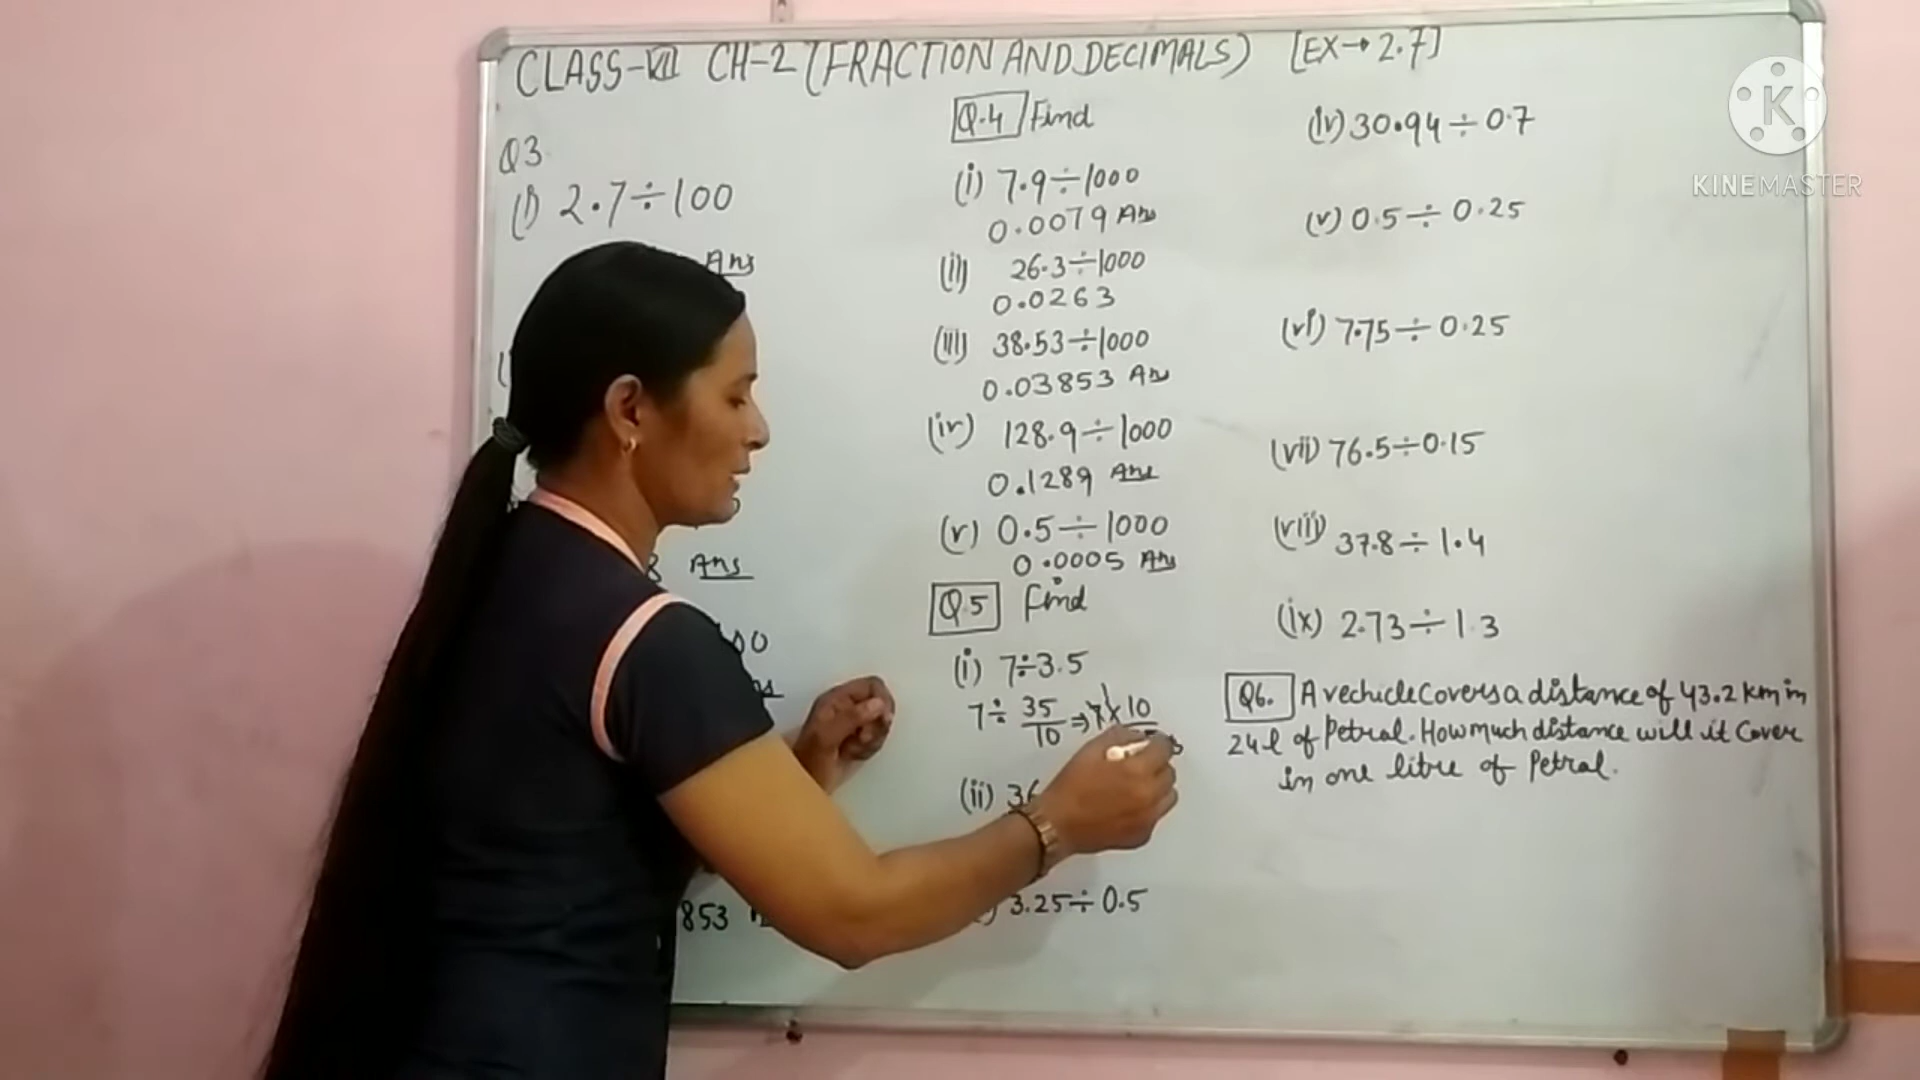 CLASS-VII CH-2 (FRACTION AND DECIMALS) [EX→2.7]
Q3
(i) 2.7÷100
Ans
Ans
853
Q.4 Find
(i) 7.9÷1000
0.0079 Ans
(ii) 26.3÷1000
0.0263
(iii) 38.53÷1000
0.03853 Ans
(iv) 128.9÷1000
0.1289 Ans
(v) 0.5÷1000
0.0005 Ans
Q.5 Find
(i) 7÷3.5
7÷ 35/10 ⇒ 7× 10
(ii) 36
3.25÷0.5
(iv) 30.94÷0.7
(v) 0.5÷0.25
(vi) 7.75÷0.25
(vii) 76.5÷0.15
(viii) 37.8÷1.4
(ix) 2.73÷1.3
Q6. A vechicle covers a distance of 43.2 km in
24l of Petral. How much distance will it cover
in one litre of Petral.
K
KINEMASTER